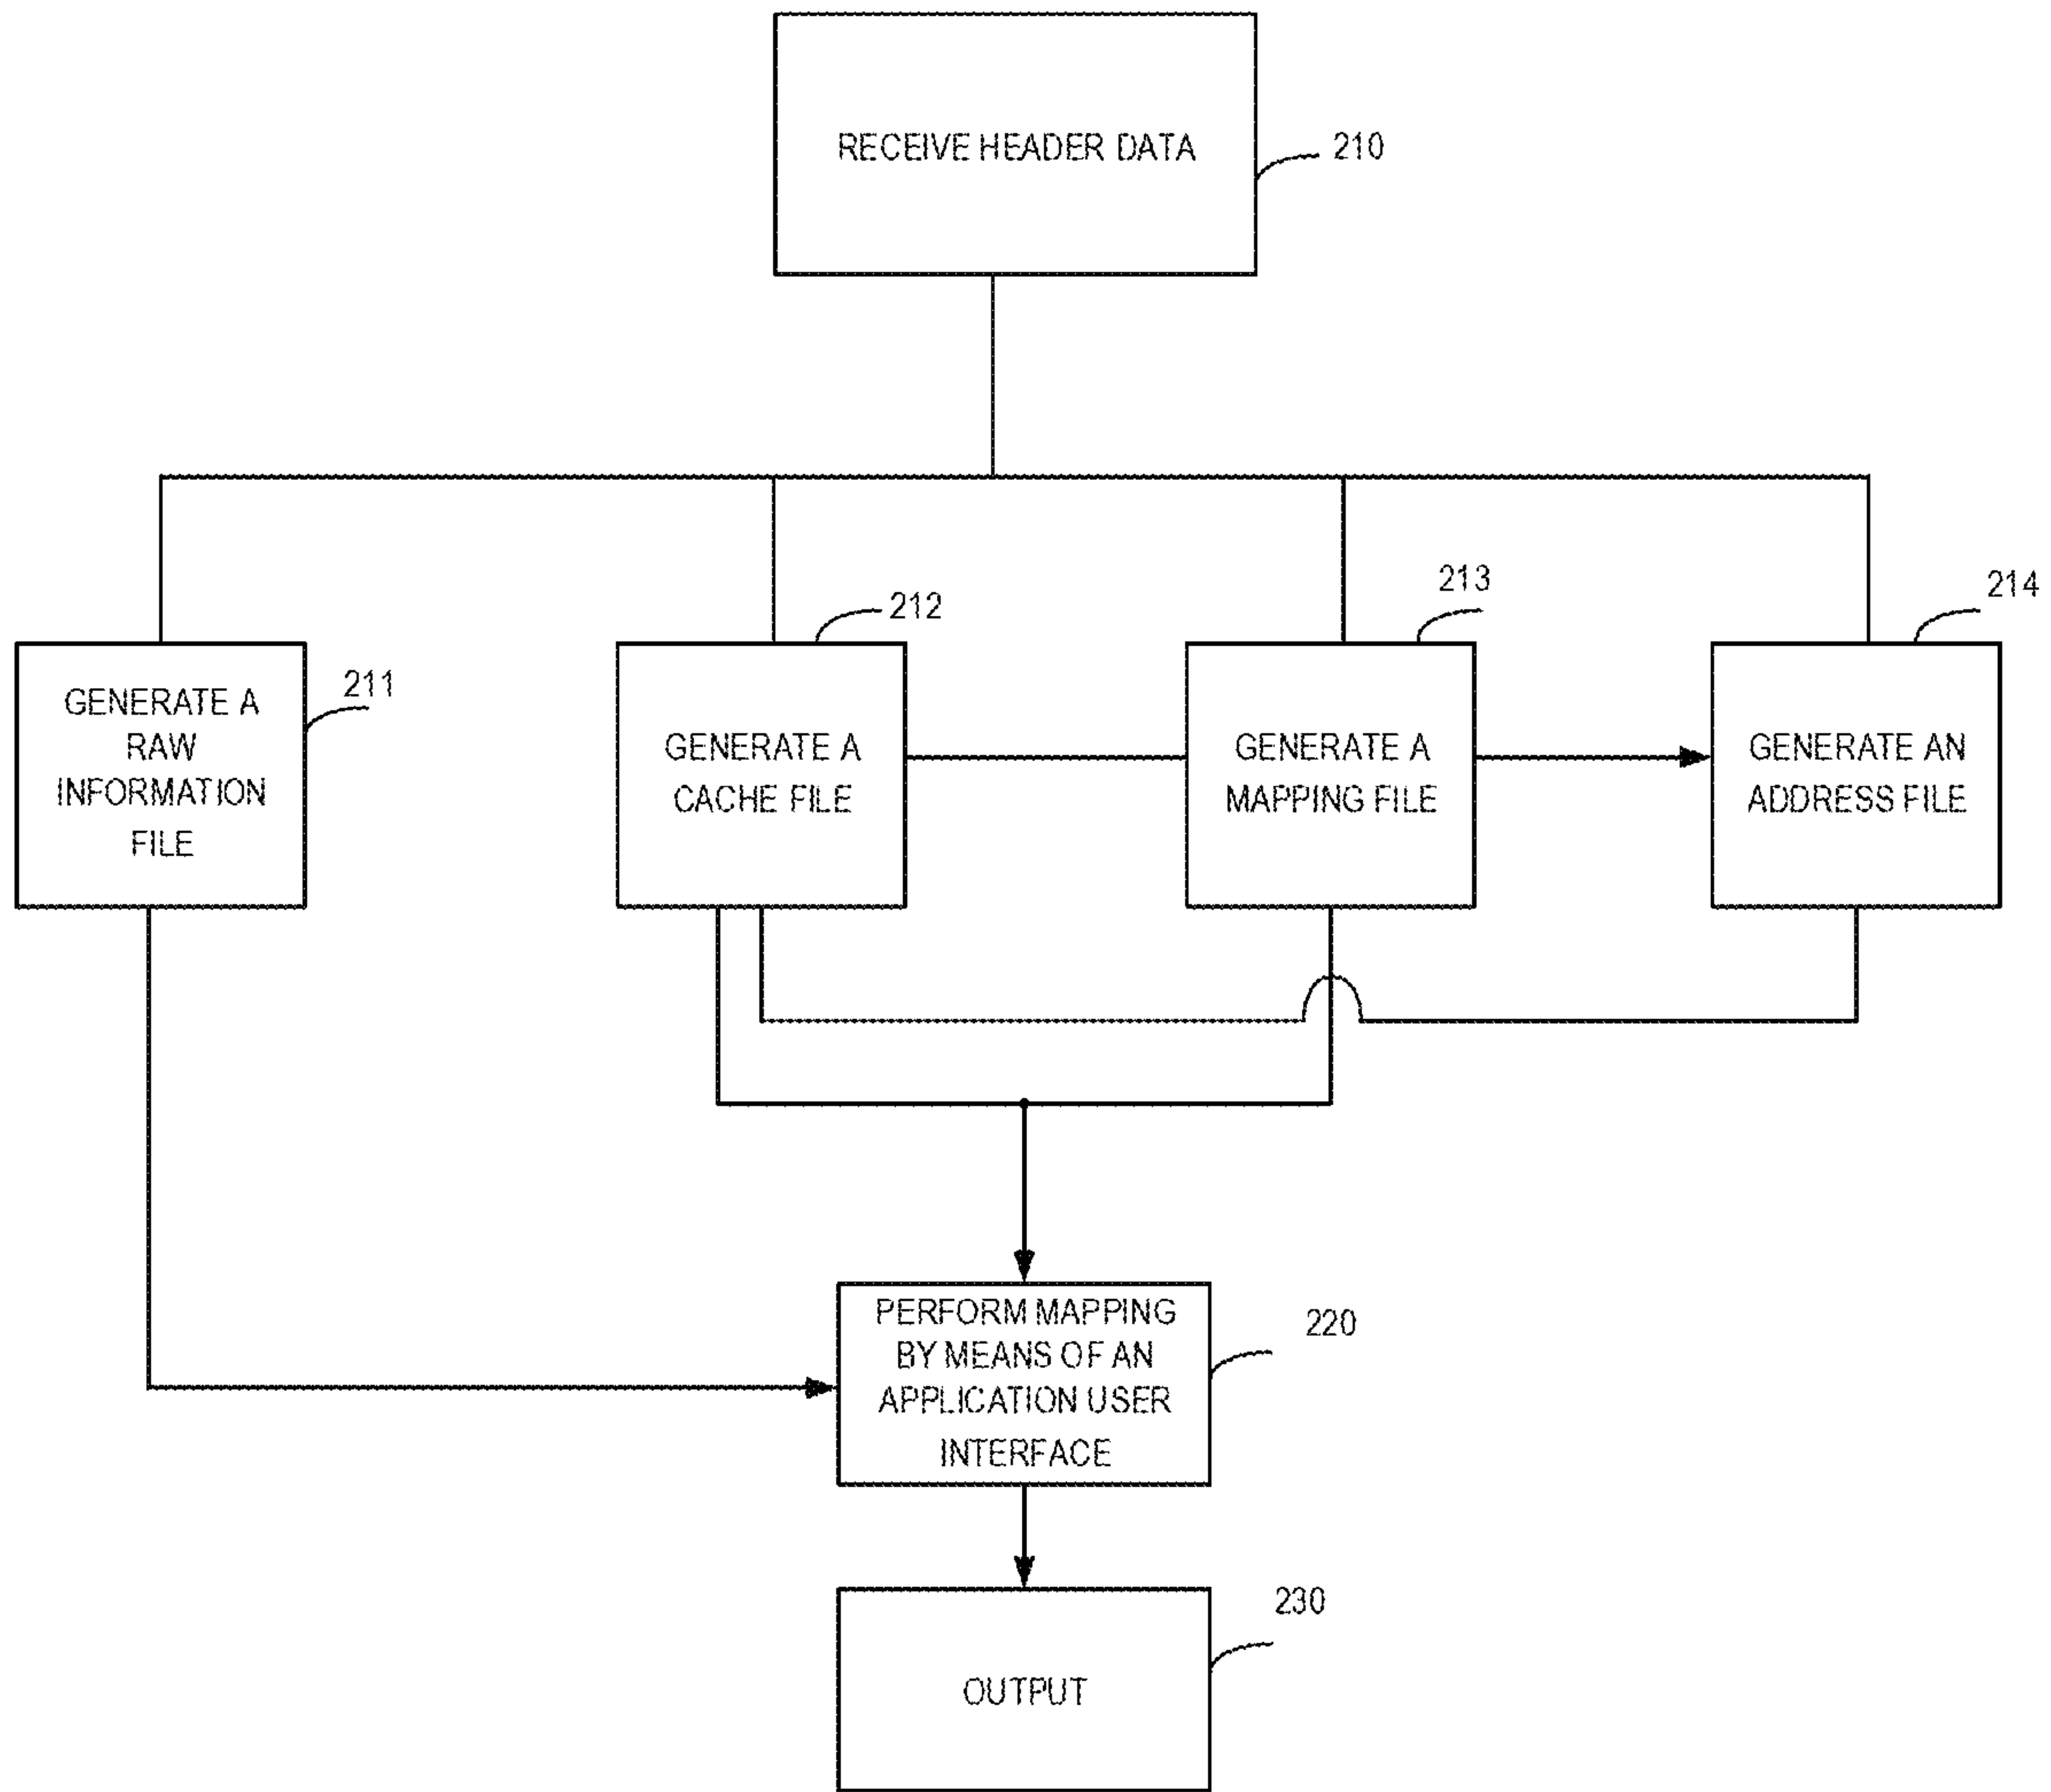 RECEIVE HEADER DATA
210
211
GENERATE A
RAW
INFORMATION
FILE
212
GENERATE A
CACHE FILE
213
GENERATE A
MAPPING FILE
214
GENERATE AN
ADDRESS FILE
220
PERFORM MAPPING
BY MEANS OF AN
APPLICATION USER
INTERFACE
230
OUTPUT